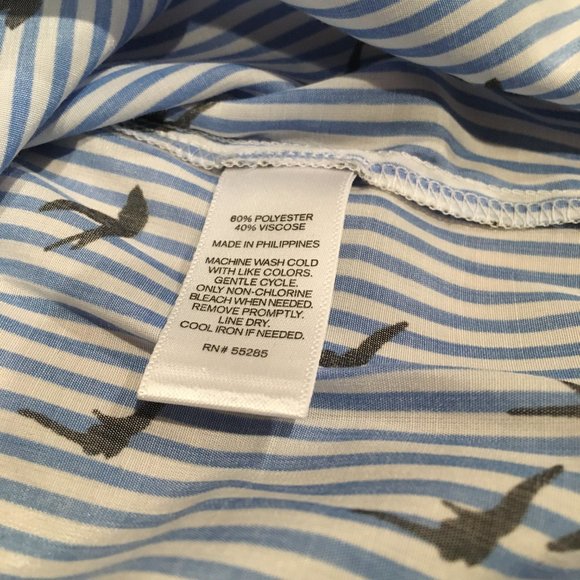 60% POLYESTER
40% VISCOSE
MADE IN PHILIPPINES
MACHINE WASH COLD
WITH LIKE COLORS.
GENTLE CYCLE.
ONLY NON-CHLORINE
BLEACH WHEN NEEDED.
REMOVE PROMPTLY.
LINE DRY.
COOL IRON IF NEEDED.
RN# 55285